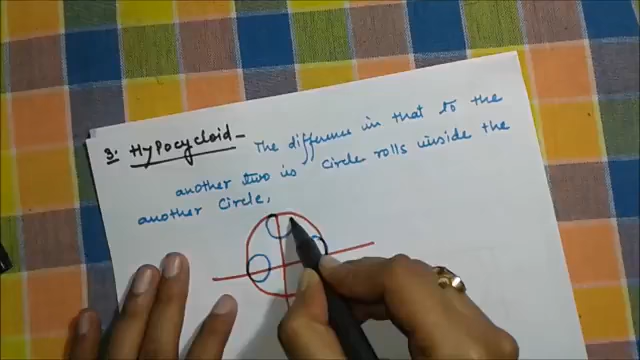 3. Hypocycloid - The difference in that to the
another two is circle rolls inside the
another circle,